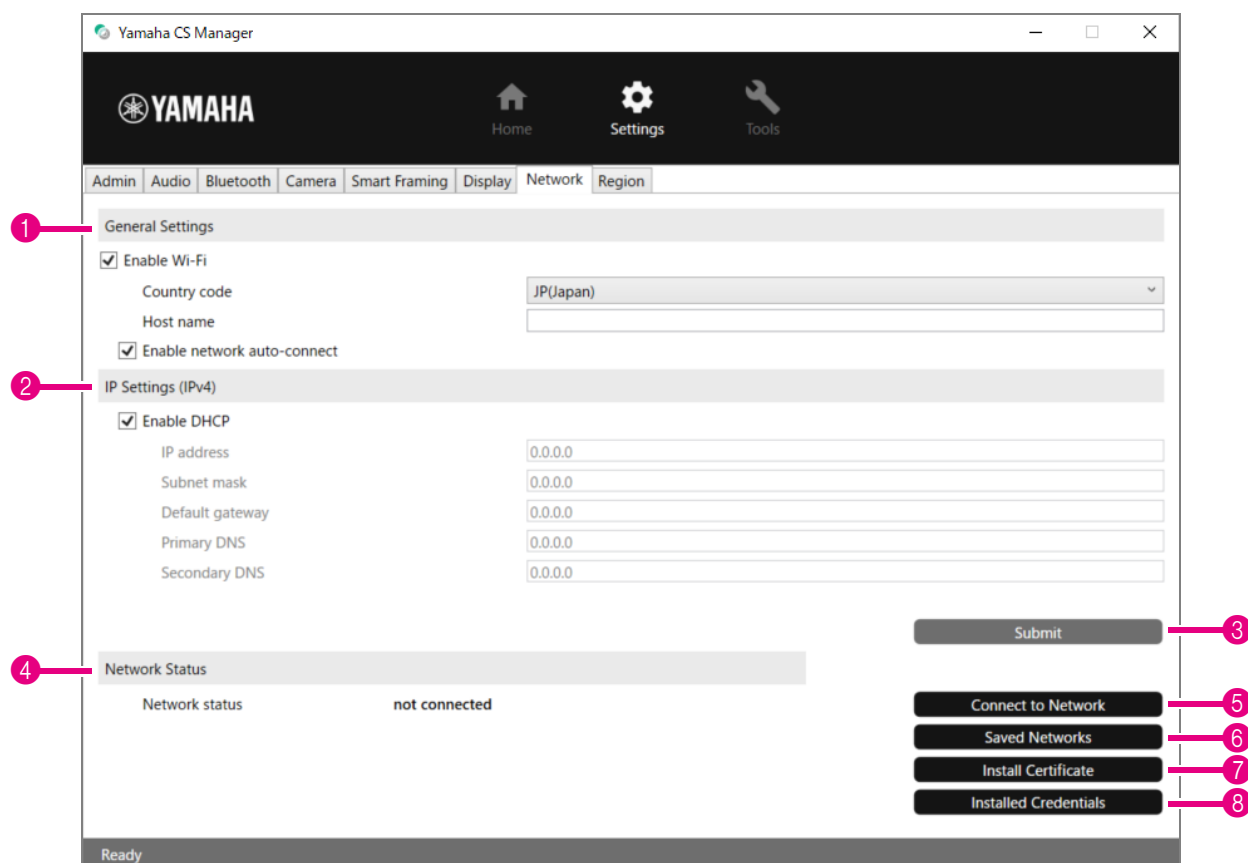 Yamaha CS Manager
YAMAHA
Home Settings Tools
Admin Audio Bluetooth Camera Smart Framing Display Network Region
1 General Settings
Enable Wi-Fi
Country code JP(Japan)
Host name
Enable network auto-connect
2 IP Settings (IPv4)
Enable DHCP
IP address 0.0.0.0
Subnet mask 0.0.0.0
Default gateway 0.0.0.0
Primary DNS 0.0.0.0
Secondary DNS 0.0.0.0
Submit 3
4 Network Status
Network status not connected
Connect to Network 5
Saved Networks 6
Install Certificate 7
Installed Credentials 8
Ready